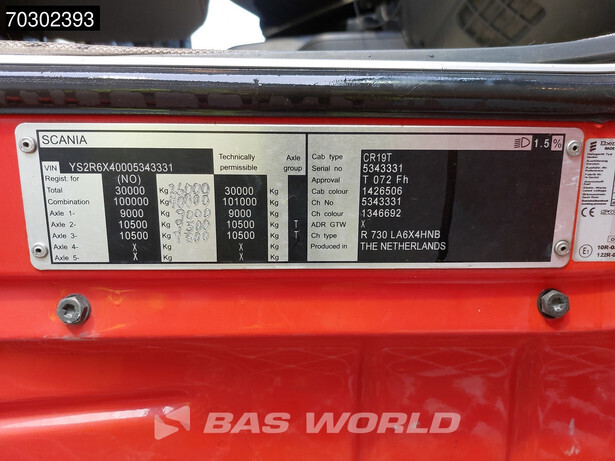 70302393
SCANIA
1.5 %
VIN YS2R6X40005343331
Technically permissible
Axle group
Regist. for (NO)
Total 30000 Kg 30000 Kg
Combination 100000 Kg 101000 Kg
Axle 1- 9000 Kg 9000 Kg
Axle 2- 10500 Kg 10500 Kg T
Axle 3- 10500 Kg 10500 Kg T
Axle 4- X Kg X Kg
Axle 5- X Kg X Kg
Cab type CR19T
Serial no 5343331
Approval T 072 Fh
Cab colour 1426506
Ch No 5343331
Ch colour 1346692
ADR GTW X
Ch type R 730 LA6X4HNB
Produced in THE NETHERLANDS
E1
BAS WORLD